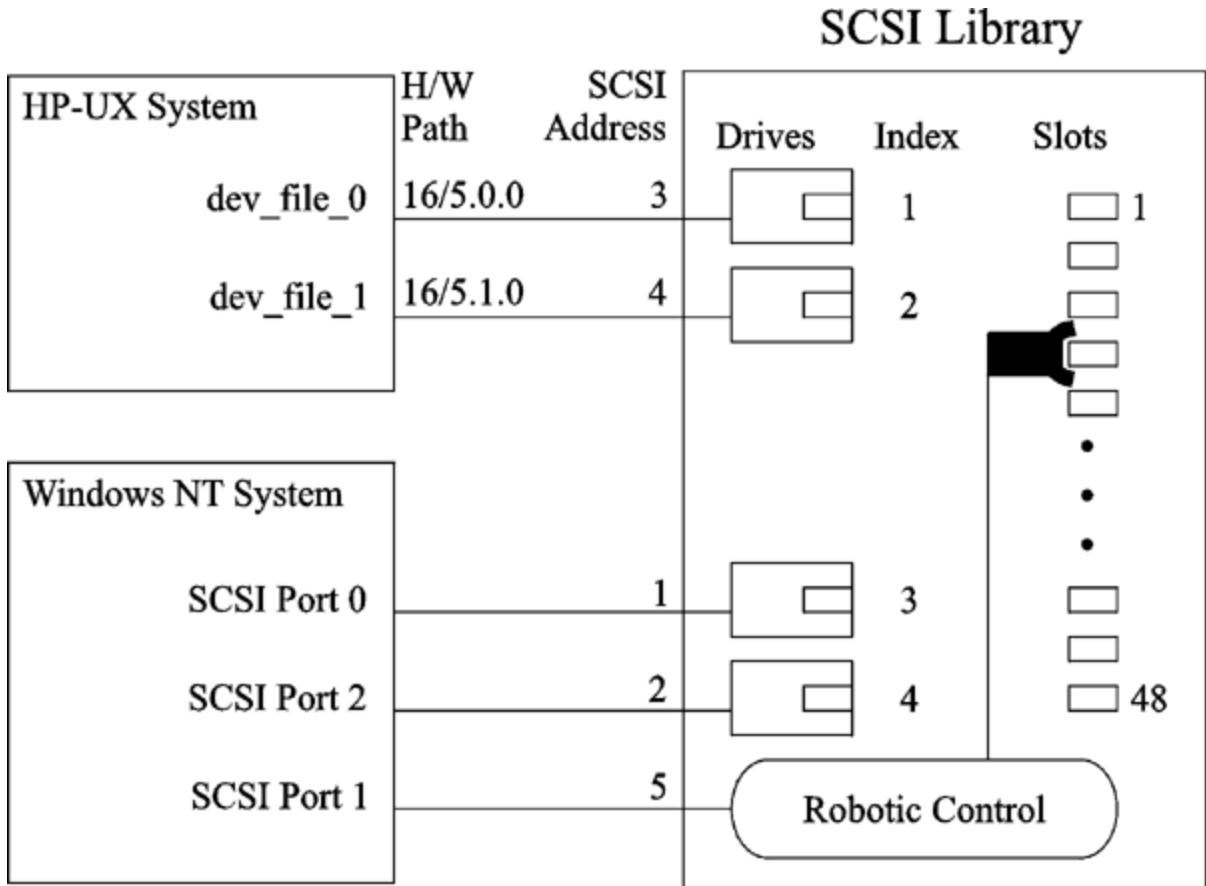 SCSI Library
HP-UX System
H/W
Path
SCSI
Address
Drives
Index
Slots
dev_file_0
16/5.0.0
3
1
1
dev_file_1
16/5.1.0
4
2
Windows NT System
SCSI Port 0
1
3
SCSI Port 2
2
4
48
SCSI Port 1
5
Robotic Control